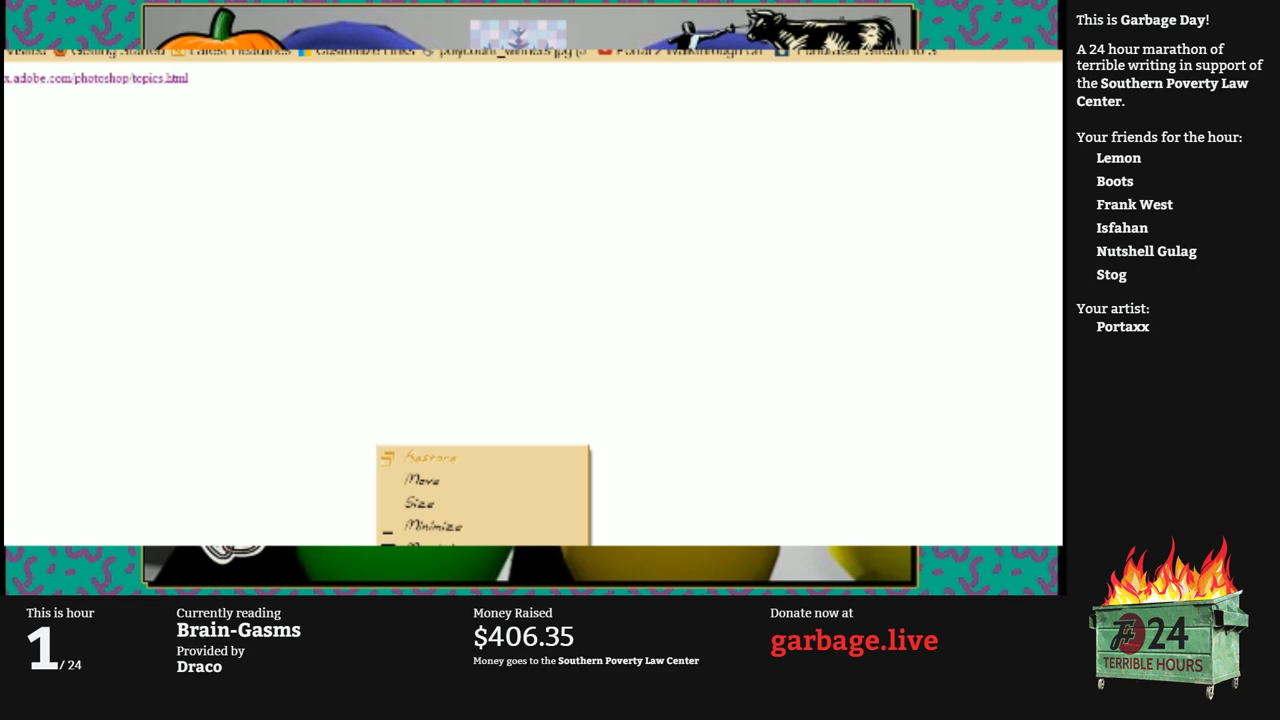 x.adobe.com/photoshop/topics.html
Restore
Move
Size
Minimize
This is Garbage Day!
A 24 hour marathon of
terrible writing in support of
the Southern Poverty Law
Center.
Your friends for the hour:
Lemon
Boots
Frank West
Isfahan
Nutshell Gulag
Stog
Your artist:
Portaxx
This is hour
1/ 24
Currently reading
Brain-Gasms
Provided by
Draco
Money Raised
$406.35
Money goes to the Southern Poverty Law Center
Donate now at
garbage.live
24
TERRIBLE HOURS